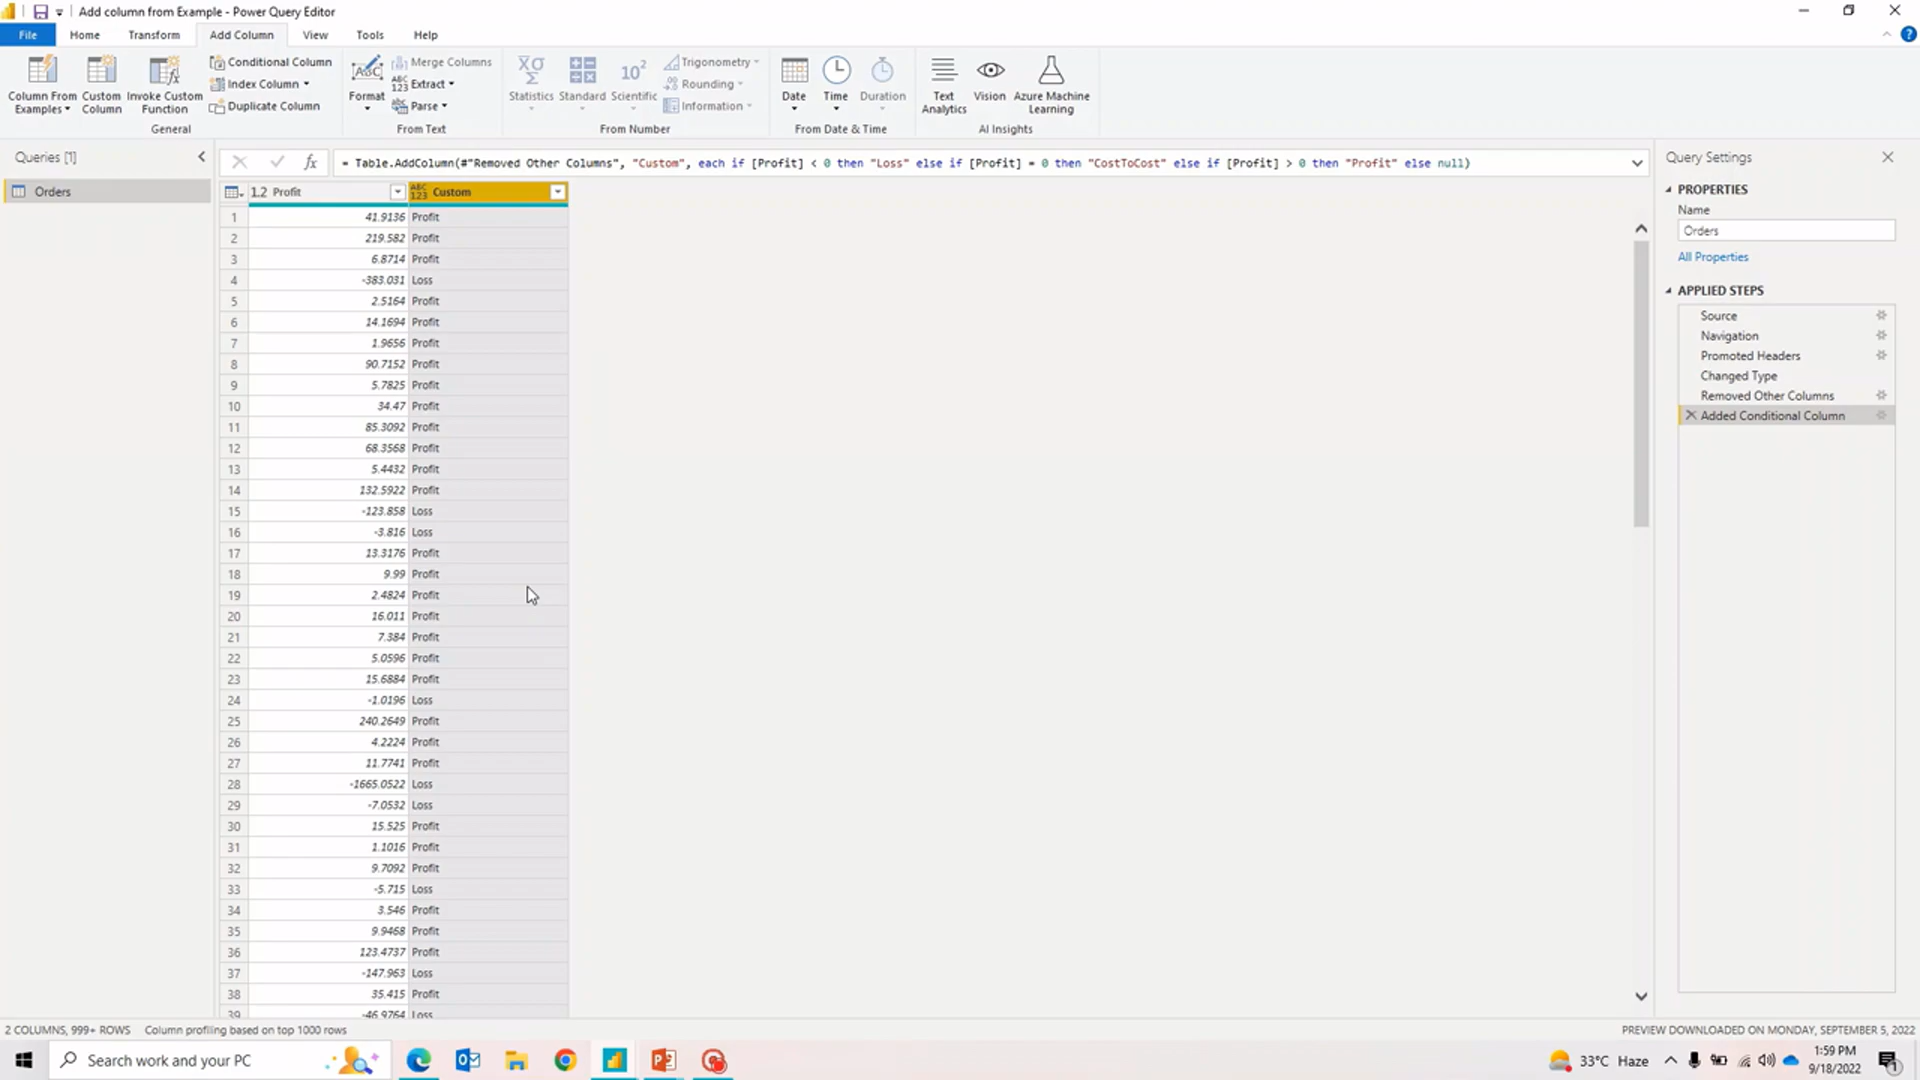 Add column from Example - Power Query Editor
File Home Transform Add Column View Tools Help
Column From Examples
Custom Column
Invoke Custom Function
Conditional Column
Index Column
Duplicate Column
General
Format
Merge Columns
Extract
Parse
From Text
Statistics
Standard
Scientific
Trigonometry
Rounding
Information
From Number
Date
Time
Duration
From Date & Time
Text Analytics
Vision
Azure Machine Learning
AI Insights
Queries [1]
Orders
= Table.AddColumn(#"Removed Other Columns", "Custom", each if [Profit] < 0 then "Loss" else if [Profit] = 0 then "CostToCost" else if [Profit] > 0 then "Profit" else null)
1.2 Profit ABC 123 Custom
1 41.9136 Profit
2 219.582 Profit
3 6.8714 Profit
4 -383.031 Loss
5 2.5164 Profit
6 14.1694 Profit
7 1.9656 Profit
8 90.7152 Profit
9 5.7825 Profit
10 34.47 Profit
11 85.3092 Profit
12 68.3568 Profit
13 5.4432 Profit
14 132.5922 Profit
15 -123.858 Loss
16 -3.816 Loss
17 13.3176 Profit
18 9.99 Profit
19 2.4824 Profit
20 16.011 Profit
21 7.384 Profit
22 5.0596 Profit
23 15.6884 Profit
24 -1.0196 Loss
25 240.2649 Profit
26 4.2224 Profit
27 11.7741 Profit
28 -1665.0522 Loss
29 -7.0532 Loss
30 15.525 Profit
31 1.1016 Profit
32 9.7092 Profit
33 -5.715 Loss
34 3.546 Profit
35 9.9468 Profit
36 123.4737 Profit
37 -147.963 Loss
38 35.415 Profit
39 -46.9764 Loss
Query Settings
PROPERTIES
Name
Orders
All Properties
APPLIED STEPS
Source
Navigation
Promoted Headers
Changed Type
Removed Other Columns
Added Conditional Column
2 COLUMNS, 999+ ROWS Column profiling based on top 1000 rows
PREVIEW DOWNLOADED ON MONDAY, SEPTEMBER 5, 2022
Search work and your PC
33°C Haze
1:59 PM
9/18/2022
1